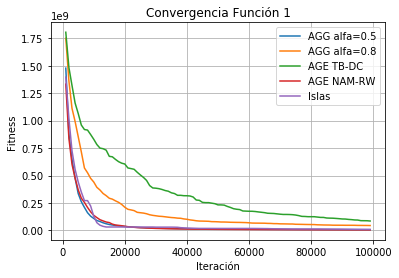 Convergencia Función 1
1e9
1.75
1.50
1.25
1.00
0.75
0.50
0.25
0.00
Fitness
AGG alfa=0.5
AGG alfa=0.8
AGE TB-DC
AGE NAM-RW
Islas
0 20000 40000 60000 80000 100000
Iteración